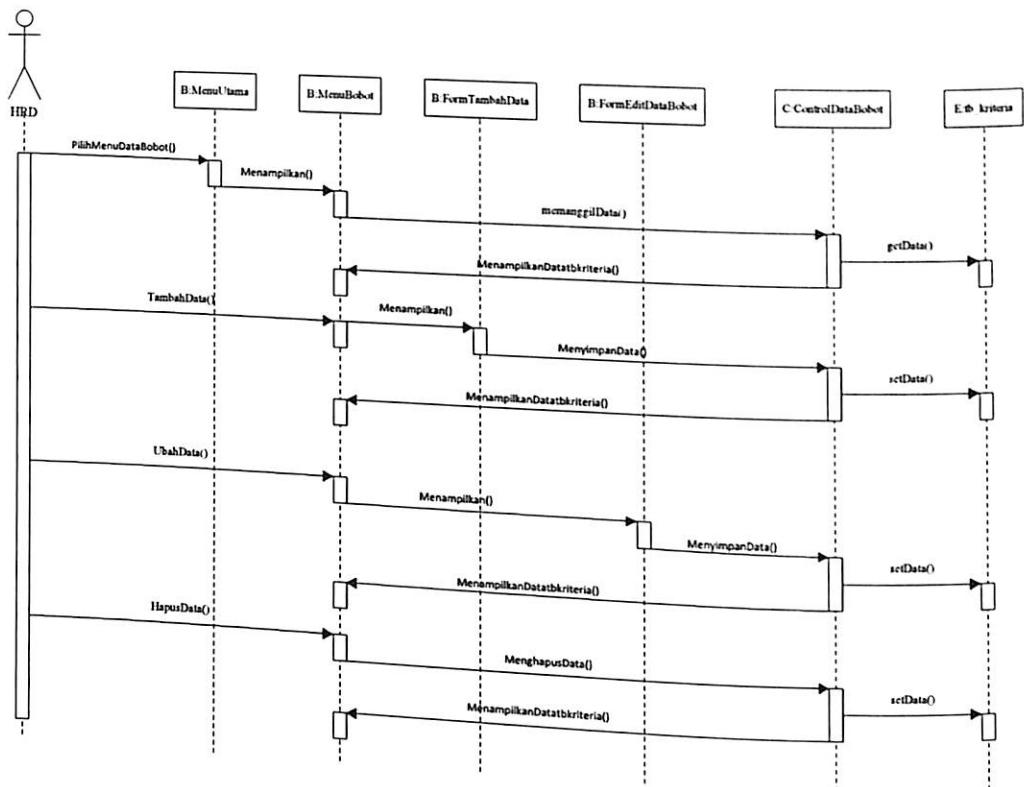 HRD
B:MenuUtama
B:MenuBobot
B:FormTambahData
B:FormEditDataBobot
C:ControlDataBobot
E:tb_kriteria
PilihMenuDataBobot()
Menampilkan()
memanggilData()
getData()
MenampilkanDatatbkriteria()
TambahData()
Menampilkan()
MenyimpanData()
setData()
MenampilkanDatatbkriteria()
UbahData()
Menampilkan()
MenyimpanData()
setData()
MenampilkanDatatbkriteria()
HapusData()
MenghapusData()
setData()
MenampilkanDatatbkriteria()